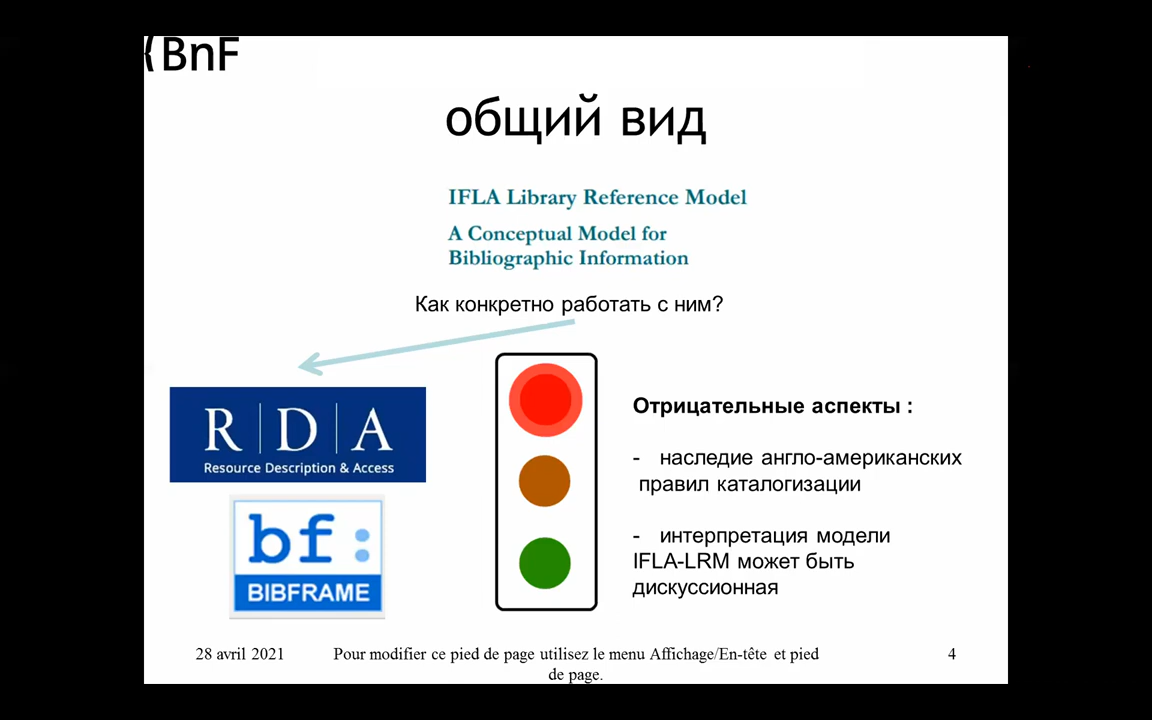 {BnF
общий вид
IFLA Library Reference Model
A Conceptual Model for
Bibliographic Information
Как конкретно работать с ним?
R|D|A
Resource Description & Access
bf:
BIBFRAME
Отрицательные аспекты :
- наследие англо-американских
правил каталогизации
- интерпретация модели
IFLA-LRM может быть
дискуссионная
28 avril 2021
Pour modifier ce pied de page utilisez le menu Affichage/En-tête et pied
de page.
4